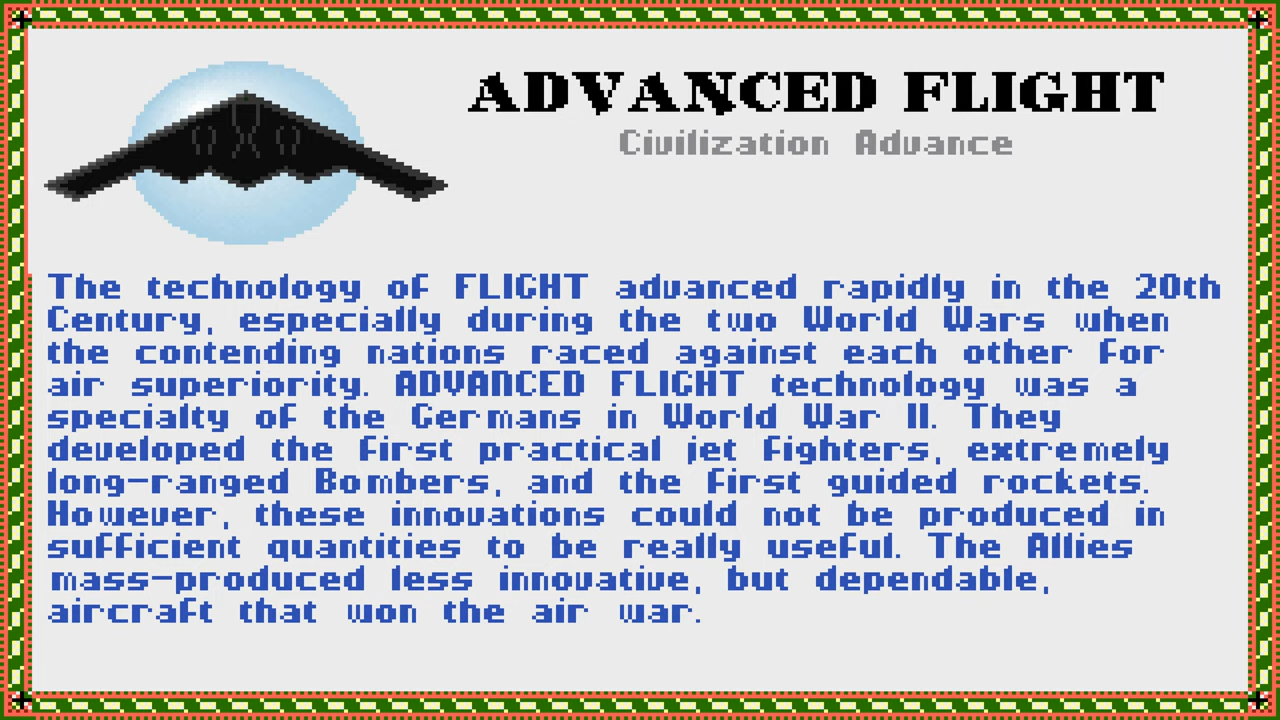 ADVANCED FLIGHT
Civilization Advance
The technology of FLIGHT advanced rapidly in the 20th
Century, especially during the two World Wars when
the contending nations raced against each other for
air superiority. ADVANCED FLIGHT technology was a
specialty of the Germans in World War II. They
developed the first practical jet fighters, extremely
long-ranged Bombers, and the first guided rockets.
However, these innovations could not be produced in
sufficient quantities to be really useful. The Allies
mass-produced less innovative, but dependable,
aircraft that won the air war.